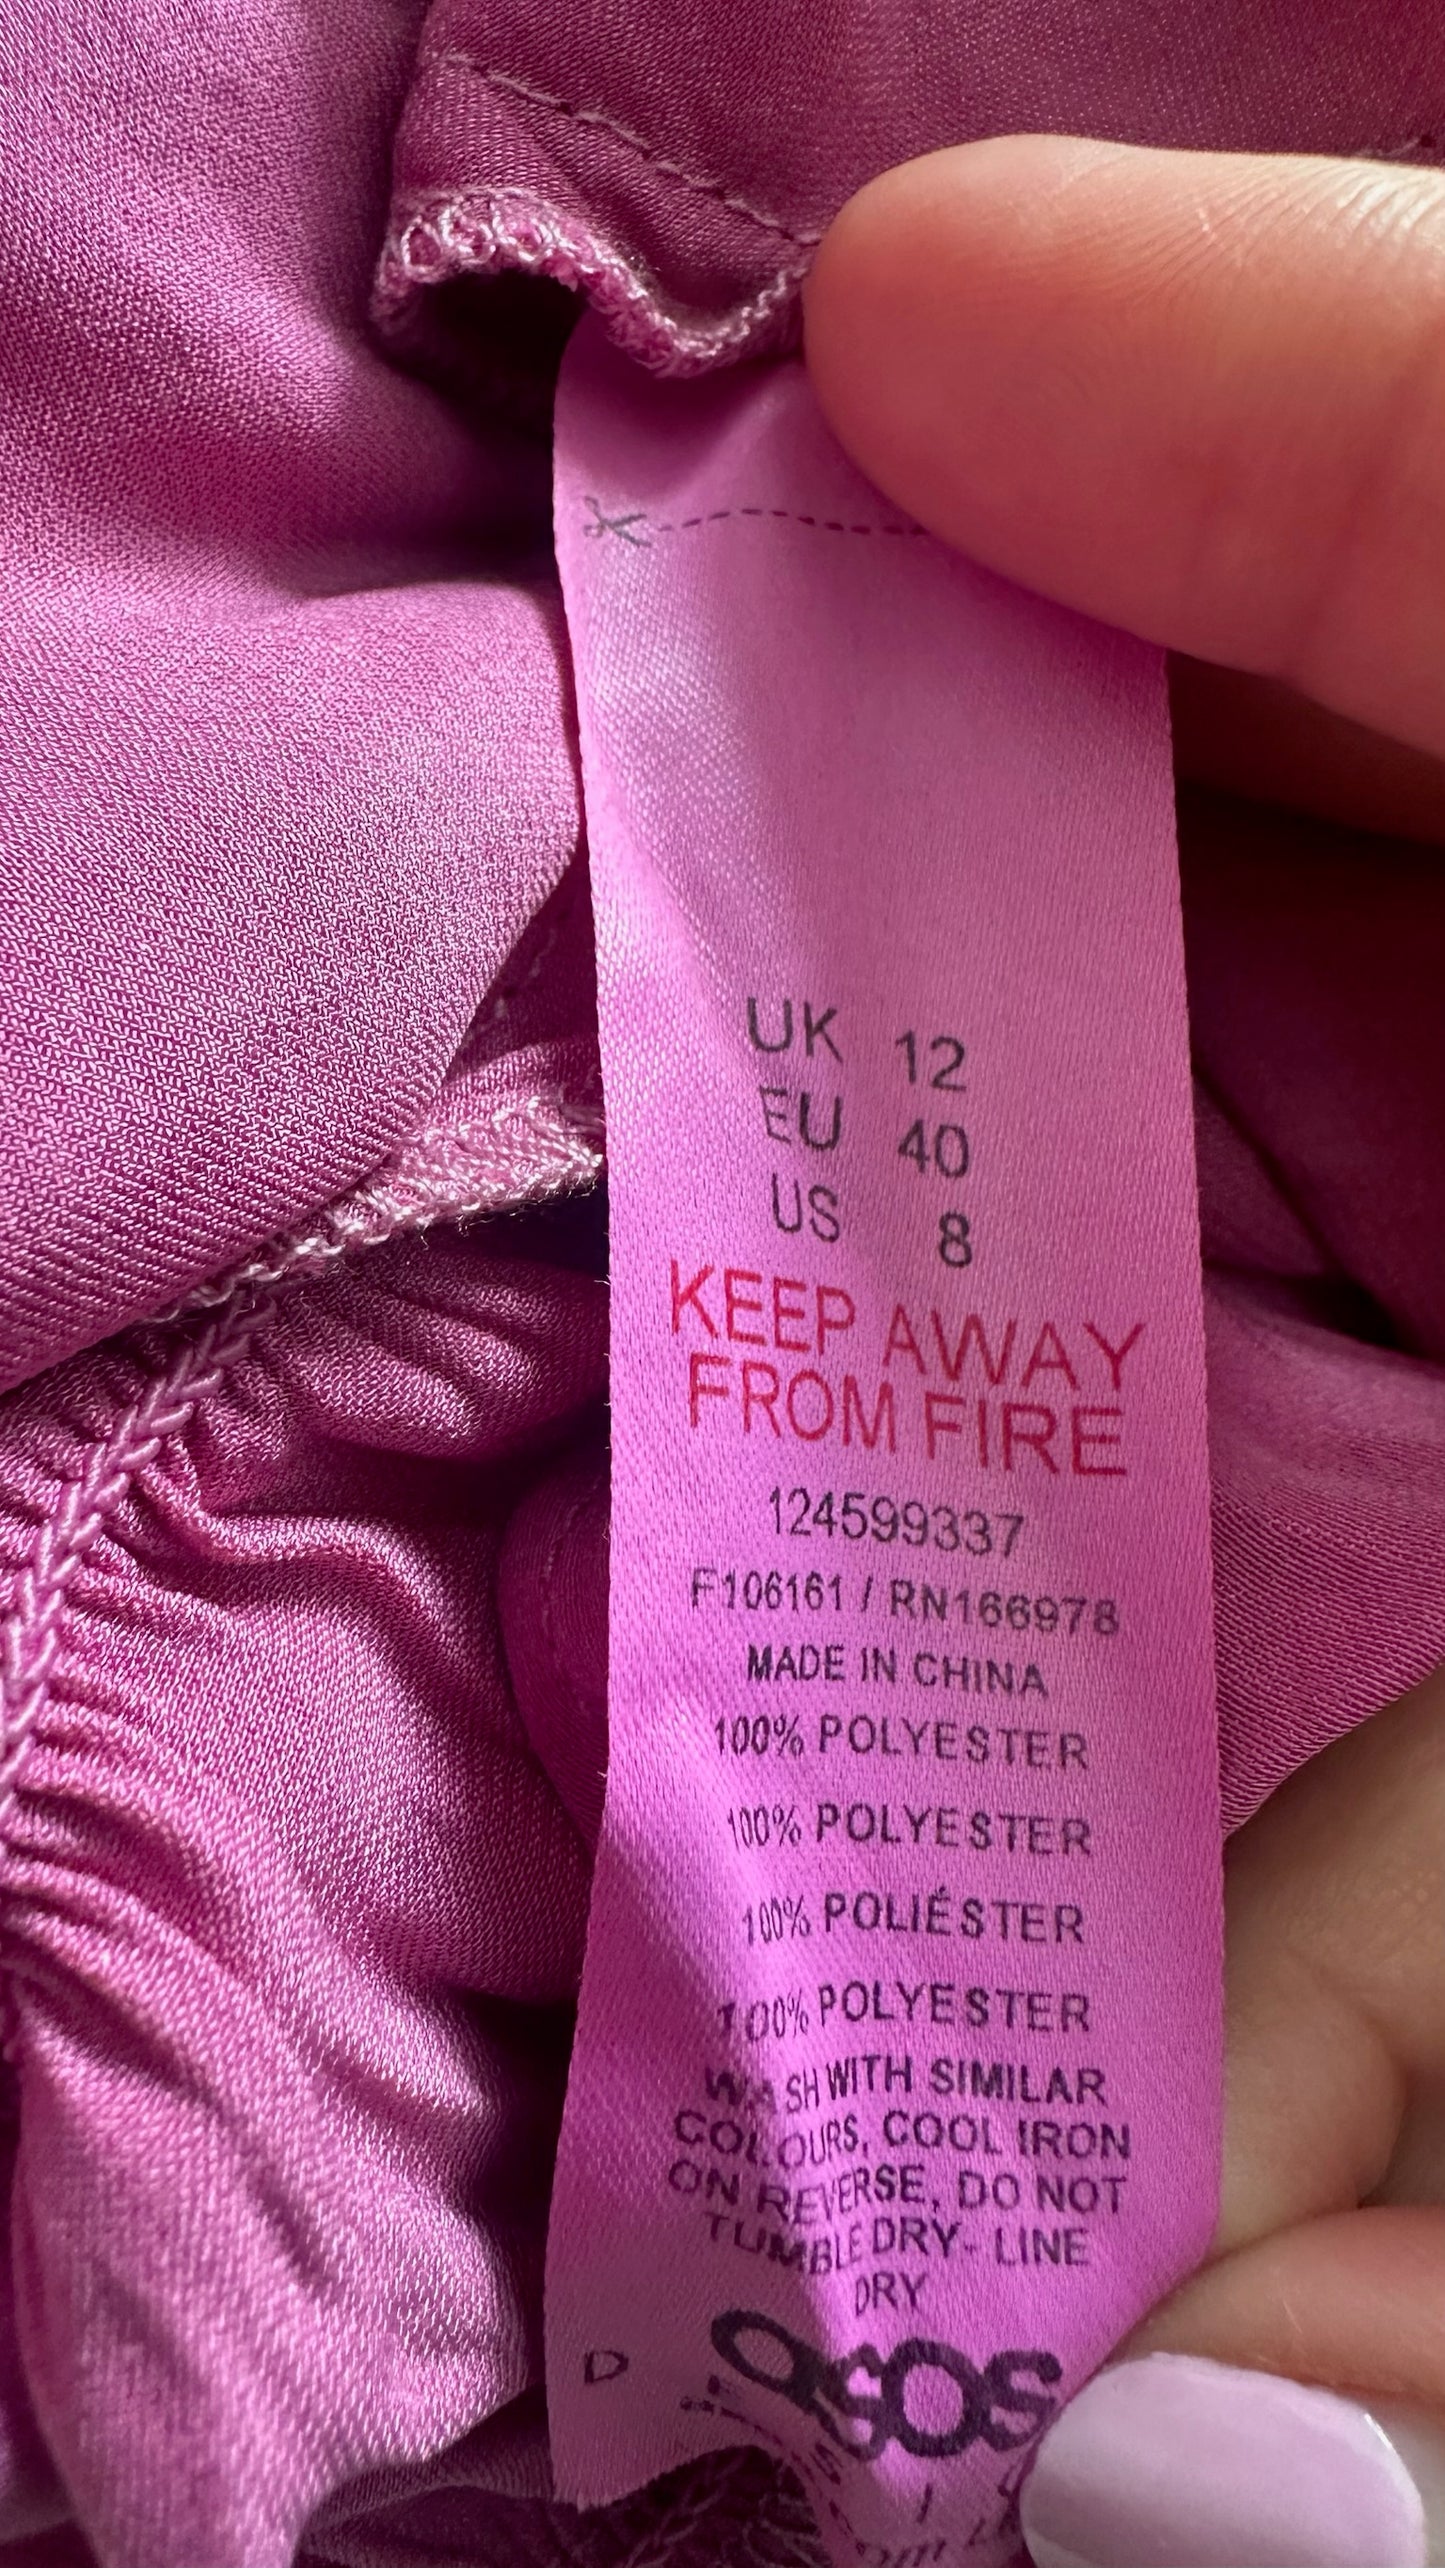 UK 12
EU 40
US 8
KEEP AWAY
FROM FIRE
124599337
F106161 / RN166978
MADE IN CHINA
100% POLYESTER
100% POLYESTER
100% POLIÉSTER
100% POLYESTER
WASH WITH SIMILAR
COLOURS, COOL IRON
ON REVERSE, DO NOT
TUMBLE DRY- LINE
DRY
D
asos